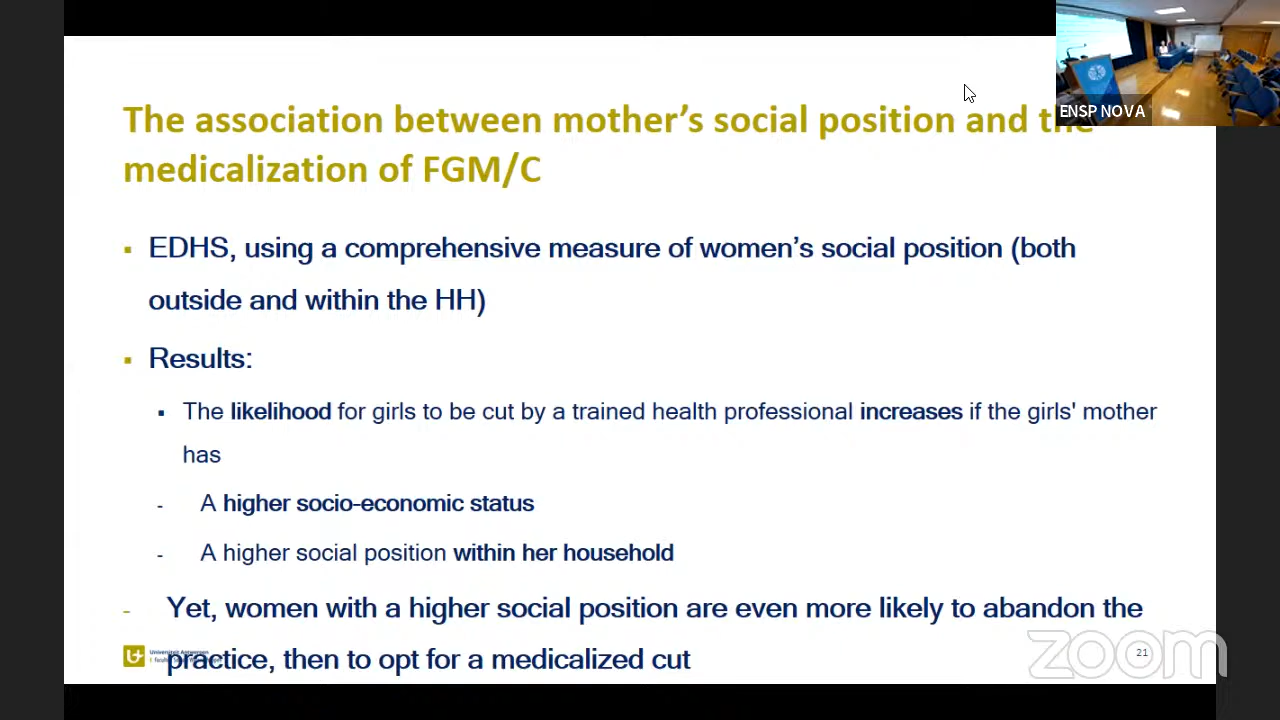 The association between mother's social position and the
medicalization of FGM/C
ENSP NOVA
▪ EDHS, using a comprehensive measure of women's social position (both
outside and within the HH)
▪ Results:
▪ The likelihood for girls to be cut by a trained health professional increases if the girls' mother
has
- A higher socio-economic status
- A higher social position within her household
- Yet, women with a higher social position are even more likely to abandon the
practice, then to opt for a medicalized cut
Universiteit Antwerpen
zoom
21